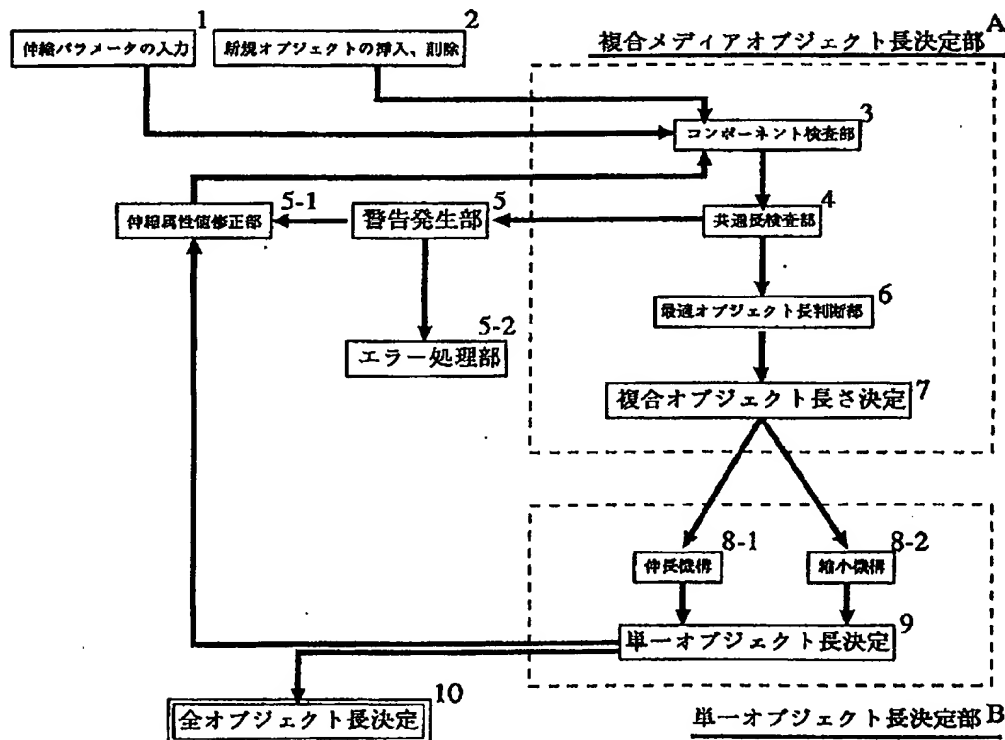 1
伸縮パラメータの入力
2
新規オブジェクトの挿入、削除
A
複合メディアオブジェクト長決定部
3
コンポーネント検査部
5-1
伸縮属性値修正部
5
警告発生部
4
共通長検査部
6
最適オブジェクト長判断部
5-2
エラー処理部
7
複合オブジェクト長さ決定
8-1
伸長機構
8-2
縮小機構
9
単一オブジェクト長決定
10
全オブジェクト長決定
単一オブジェクト長決定部 B